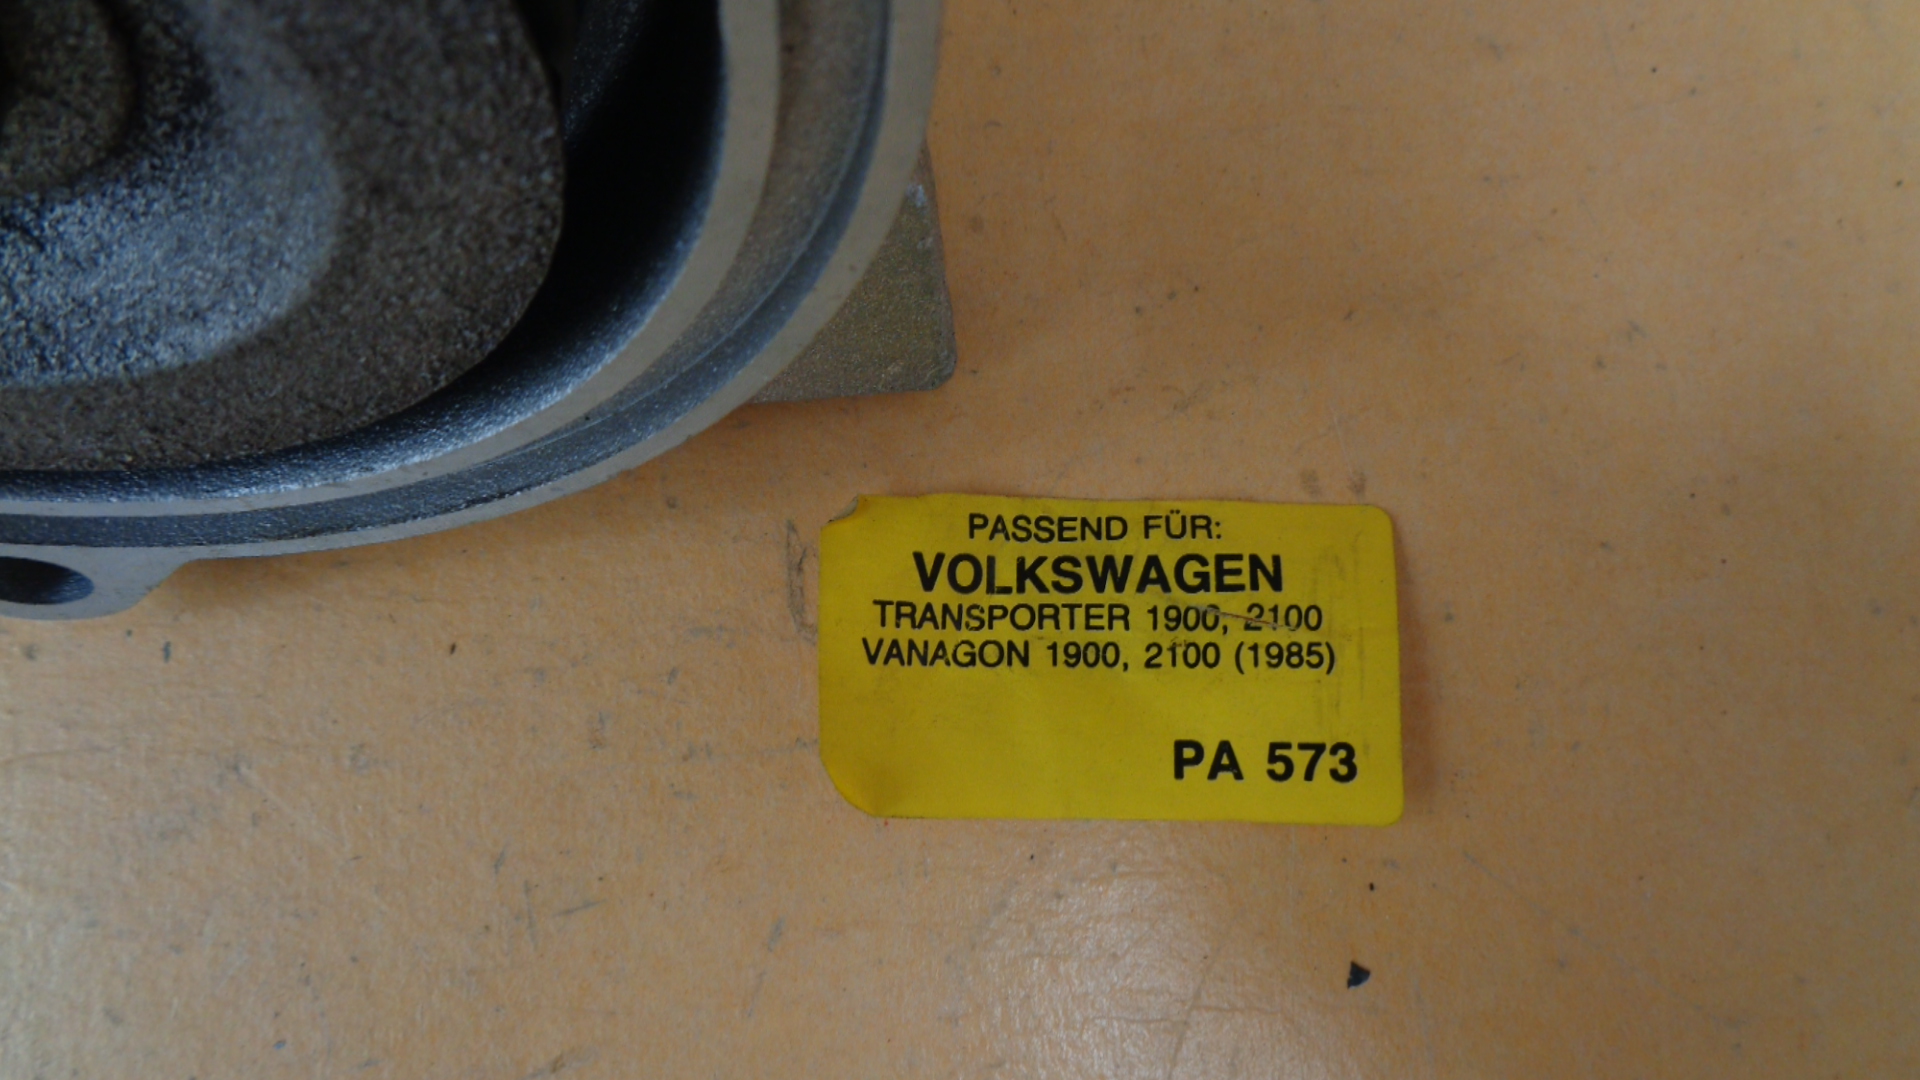 PASSEND FÜR:
VOLKSWAGEN
TRANSPORTER 1900, 2100
VANAGON 1900, 2100 (1985)
PA 573